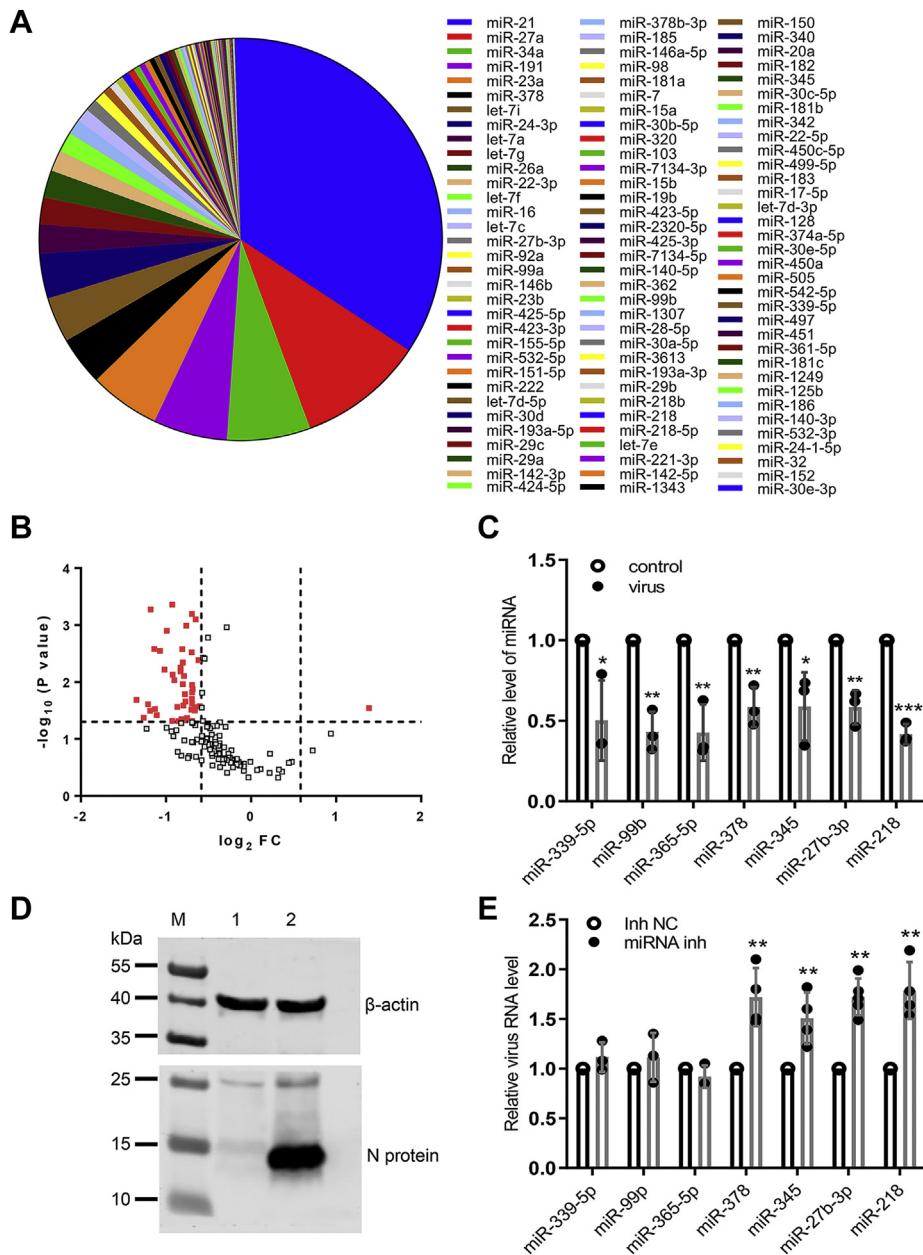 A
miR-21
miR-27a
miR-34a
miR-191
miR-23a
miR-378
let-7i
miR-24-3p
let-7a
let-7g
miR-26a
miR-22-3p
let-7f
miR-16
let-7c
miR-27b-3p
miR-92a
miR-99a
miR-146b
miR-23b
miR-425-5p
miR-423-3p
miR-155-5p
miR-532-5p
miR-151-5p
miR-222
let-7d-5p
miR-30d
miR-193a-5p
miR-29c
miR-29a
miR-142-3p
miR-424-5p
miR-378b-3p
miR-185
miR-146a-5p
miR-98
miR-181a
miR-7
miR-15a
miR-30b-5p
miR-320
miR-103
miR-7134-3p
miR-15b
miR-19b
miR-423-5p
miR-2320-5p
miR-425-3p
miR-7134-5p
miR-140-5p
miR-362
miR-99b
miR-1307
miR-28-5p
miR-30a-5p
miR-3613
miR-193a-3p
miR-29b
miR-218b
miR-218
miR-218-5p
let-7e
miR-221-3p
miR-142-5p
miR-1343
miR-150
miR-340
miR-20a
miR-182
miR-345
miR-30c-5p
miR-181b
miR-342
miR-22-5p
miR-450c-5p
miR-499-5p
miR-183
miR-17-5p
let-7d-3p
miR-128
miR-374a-5p
miR-30e-5p
miR-450a
miR-505
miR-542-5p
miR-339-5p
miR-497
miR-451
miR-361-5p
miR-181c
miR-1249
miR-125b
miR-186
miR-140-3p
miR-532-3p
miR-24-1-5p
miR-32
miR-152
miR-30e-3p
B
-log10 (P value)
4
3
2
1
0
-2 -1 0 1 2
log2 FC
C
control
virus
Relative level of miRNA
1.5
1.0
0.5
0.0
* ** ** ** * ** ***
miR-339-5p
miR-99b
miR-365-5p
miR-378
miR-345
miR-27b-3p
miR-218
D
M 1 2
kDa
55
40
35
β-actin
25
15
10
N protein
E
Inh NC
miRNA inh
Relative virus RNA level
2.5
2.0
1.5
1.0
0.5
0.0
** ** ** **
miR-339-5p
miR-99p
miR-365-5p
miR-378
miR-345
miR-27b-3p
miR-218